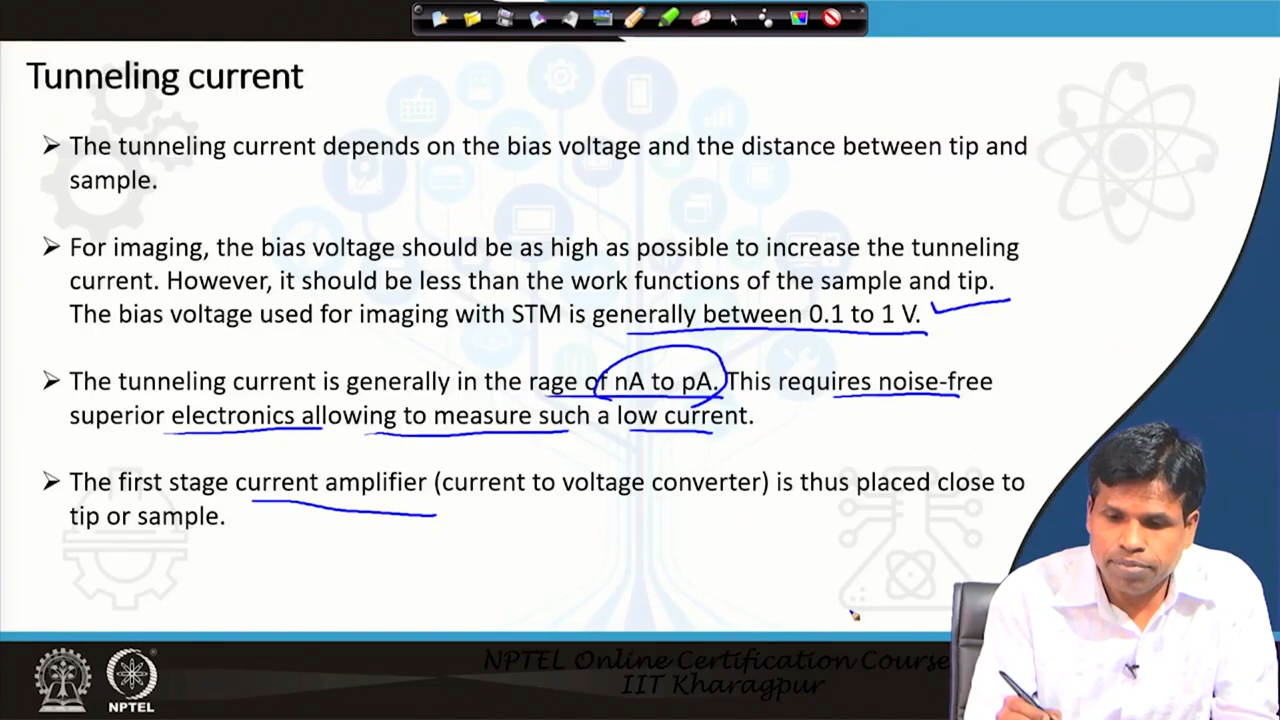 Tunneling current
➢ The tunneling current depends on the bias voltage and the distance between tip and
sample.
➢ For imaging, the bias voltage should be as high as possible to increase the tunneling
current. However, it should be less than the work functions of the sample and tip.
The bias voltage used for imaging with STM is generally between 0.1 to 1 V.
➢ The tunneling current is generally in the rage of nA to pA. This requires noise-free
superior electronics allowing to measure such a low current.
➢ The first stage current amplifier (current to voltage converter) is thus placed close to
tip or sample.
NPTEL Online Certification Course
IIT Kharagpur
NPTEL